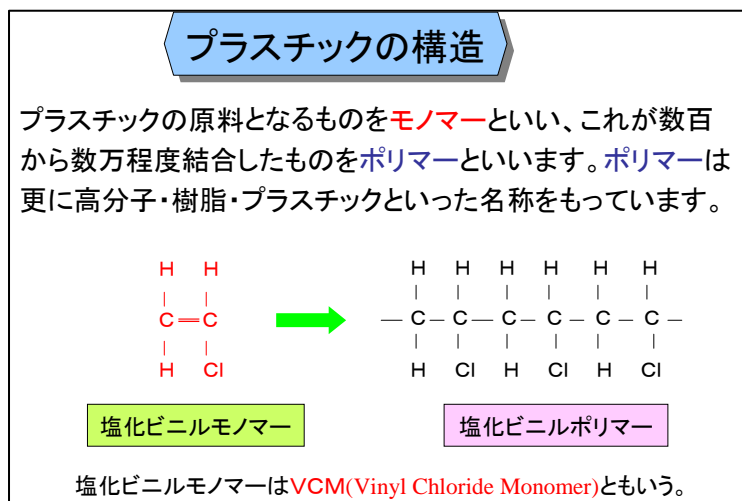 プラスチックの構造
プラスチックの原料となるものをモノマーといい、これが数百
から数万程度結合したものをポリマーといいます。ポリマーは
更に高分子・樹脂・プラスチックといった名称をもっています。
H H
C=C
H Cl
H H H H H H
－C－C－C－C－C－C－
H Cl H Cl H Cl
塩化ビニルモノマー
塩化ビニルポリマー
塩化ビニルモノマーはVCM(Vinyl Chloride Monomer)ともいう。